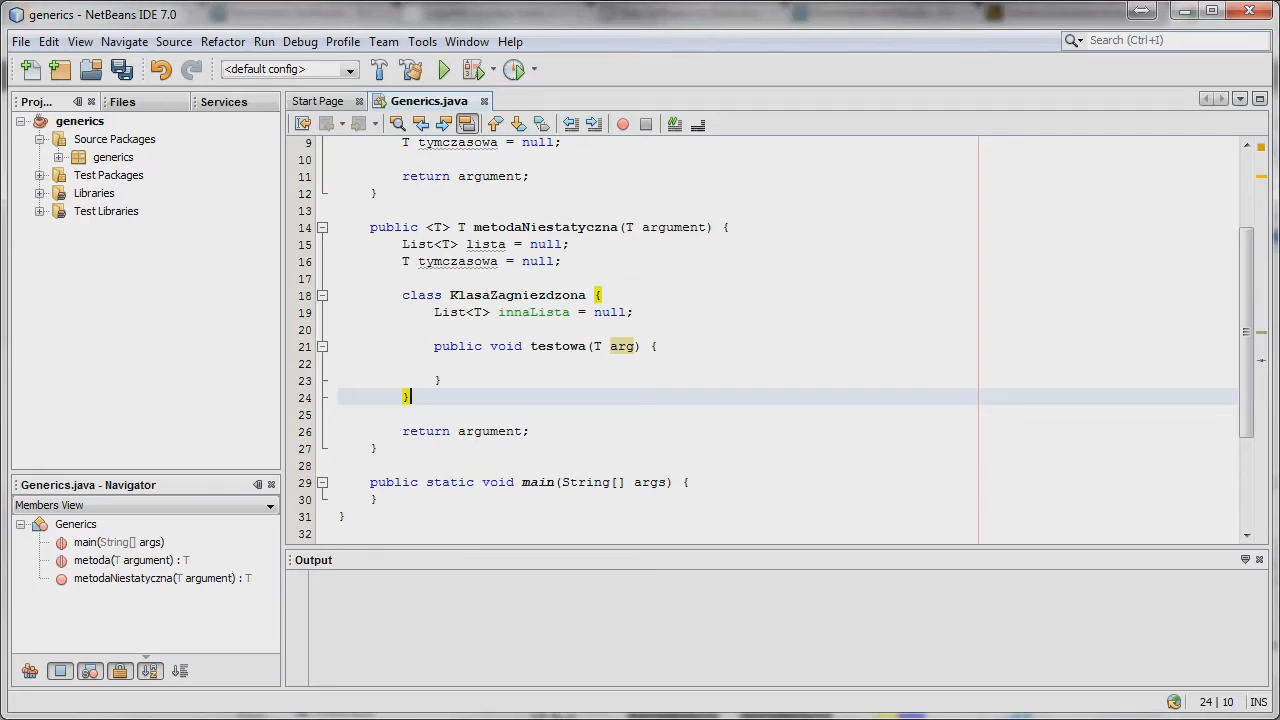 generics - NetBeans IDE 7.0
File Edit View Navigate Source Refactor Run Debug Profile Team Tools Window Help
Search (Ctrl+I)
<default config>
Proj... Files Services
Start Page Generics.java
generics
Source Packages
generics
Test Packages
Libraries
Test Libraries
9 T tymczasowa = null;
10
11 return argument;
12 }
13
14 public <T> T metodaNiestatyczna(T argument) {
15 List<T> lista = null;
16 T tymczasowa = null;
17
18 class KlasaZagniezdzona {
19 List<T> innaLista = null;
20
21 public void testowa(T arg) {
22
23 }
24 }
25
26 return argument;
27 }
28
29 public static void main(String[] args) {
30 }
31 }
32
Generics.java - Navigator
Members View
Generics
main(String[] args)
metoda(T argument) : T
metodaNiestatyczna(T argument) : T
Output
24 | 10 INS